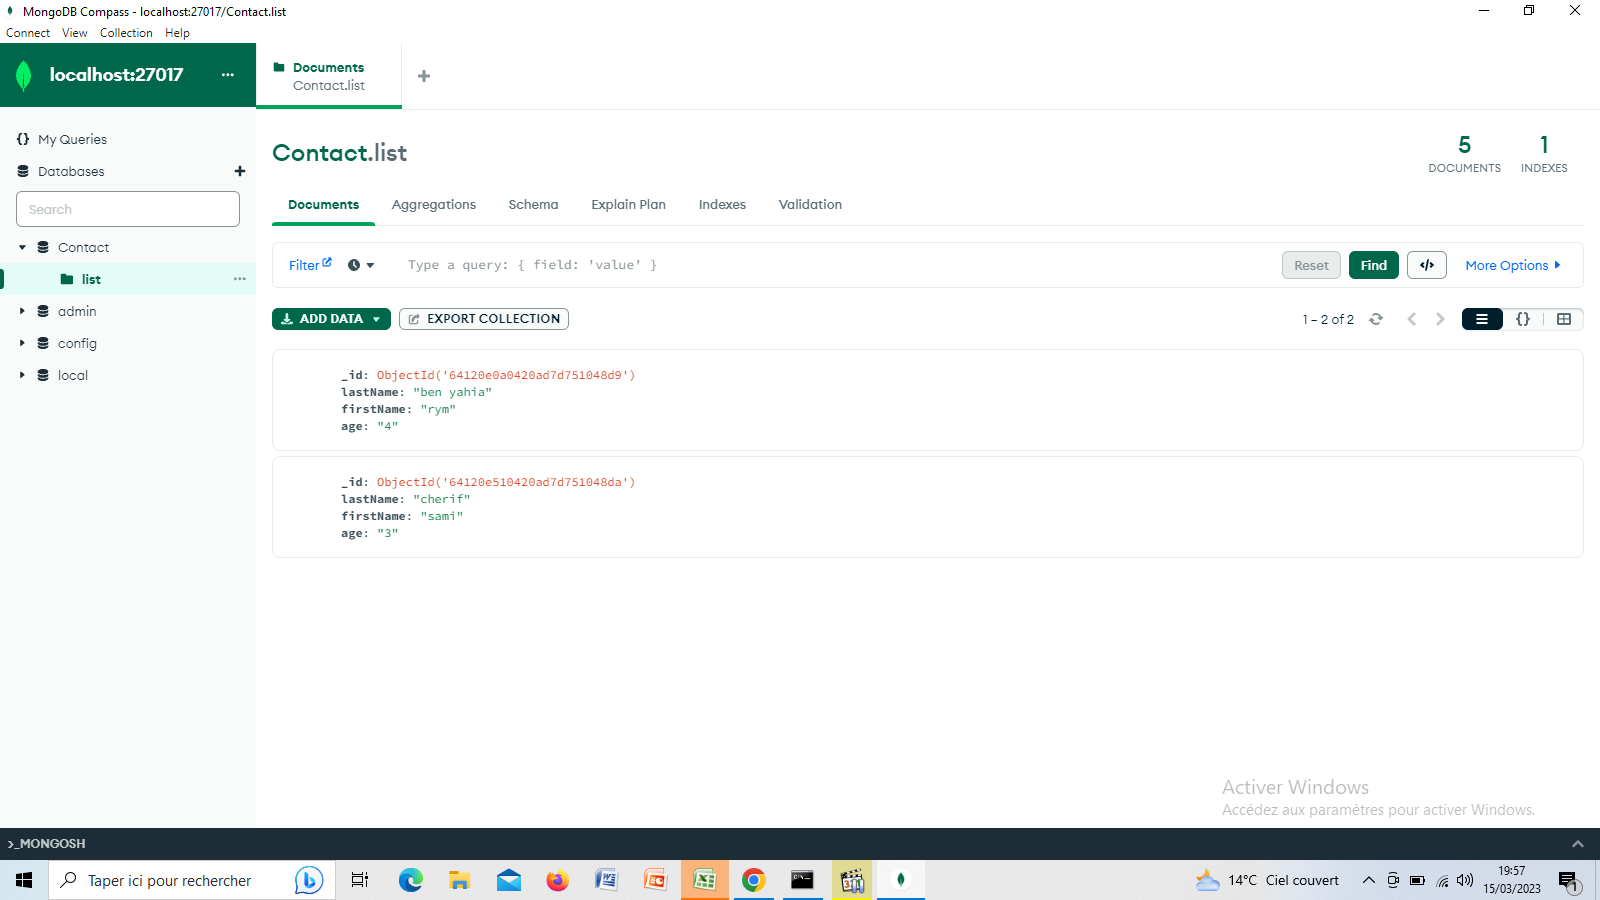 MongoDB Compass - localhost:27017/Contact.list
Connect View Collection Help
localhost:27017 ...
Documents
Contact.list
{} My Queries
Databases
Search
Contact
list
admin
config
local
Contact.list
5
DOCUMENTS
1
INDEXES
Documents Aggregations Schema Explain Plan Indexes Validation
Filter Type a query: { field: 'value' } Reset Find </> More Options
ADD DATA EXPORT COLLECTION 1 – 2 of 2 {}
_id: ObjectId('64120e0a0420ad7d751048d9')
lastName: "ben yahia"
firstName: "rym"
age: "4"
_id: ObjectId('64120e510420ad7d751048da')
lastName: "cherif"
firstName: "sami"
age: "3"
Activer Windows
Accédez aux paramètres pour activer Windows.
>_MONGOSH
Taper ici pour rechercher
14°C Ciel couvert
19:57
15/03/2023
1